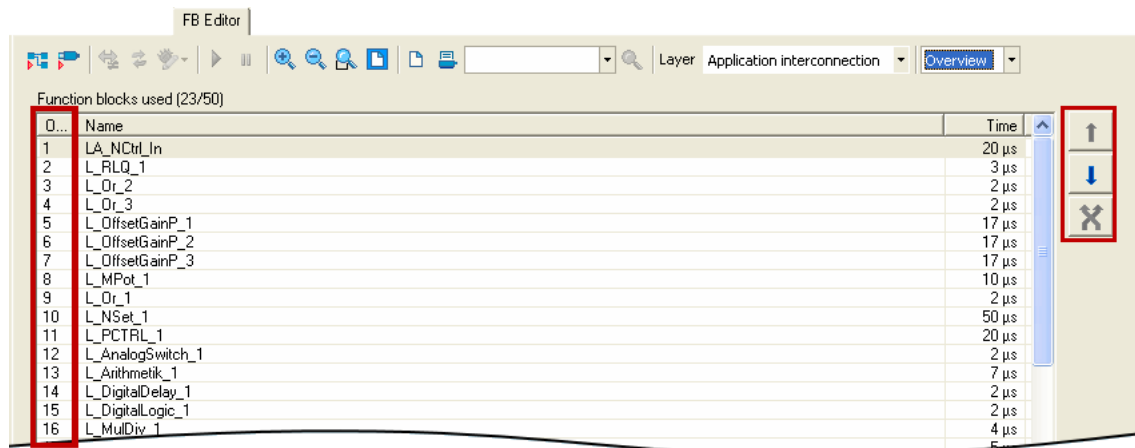 FB Editor
Layer Application interconnection Overview
Function blocks used (23/50)
O... Name Time
1 LA_NCtrl_In 20 µs
2 L_RLQ_1 3 µs
3 L_Or_2 2 µs
4 L_Or_3 2 µs
5 L_OffsetGainP_1 17 µs
6 L_OffsetGainP_2 17 µs
7 L_OffsetGainP_3 17 µs
8 L_MPot_1 10 µs
9 L_Or_1 2 µs
10 L_NSet_1 50 µs
11 L_PCTRL_1 20 µs
12 L_AnalogSwitch_1 2 µs
13 L_Arithmetik_1 7 µs
14 L_DigitalDelay_1 2 µs
15 L_DigitalLogic_1 2 µs
16 L_MulDiv_1 4 µs